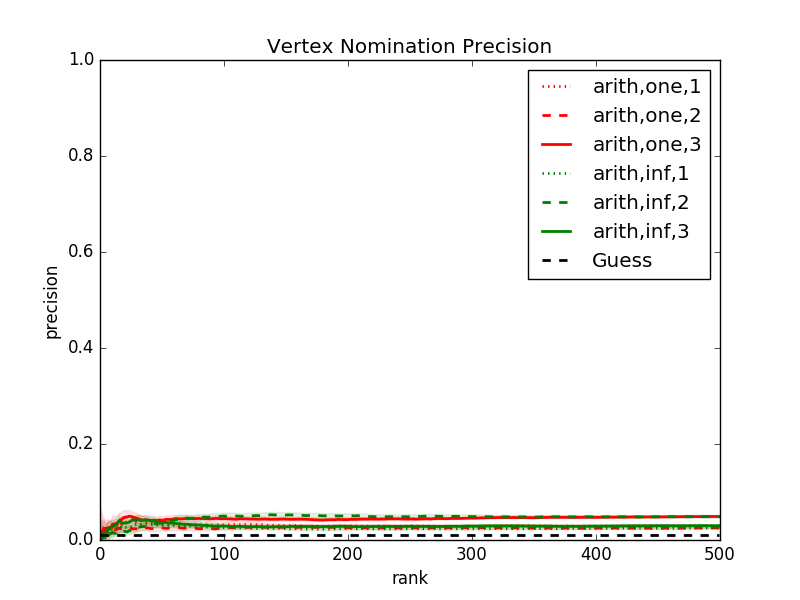 Vertex Nomination Precision
1.0
0.8
0.6
0.4
0.2
0.0
precision
0
100
200
300
400
500
rank
arith,one,1
arith,one,2
arith,one,3
arith,inf,1
arith,inf,2
arith,inf,3
Guess